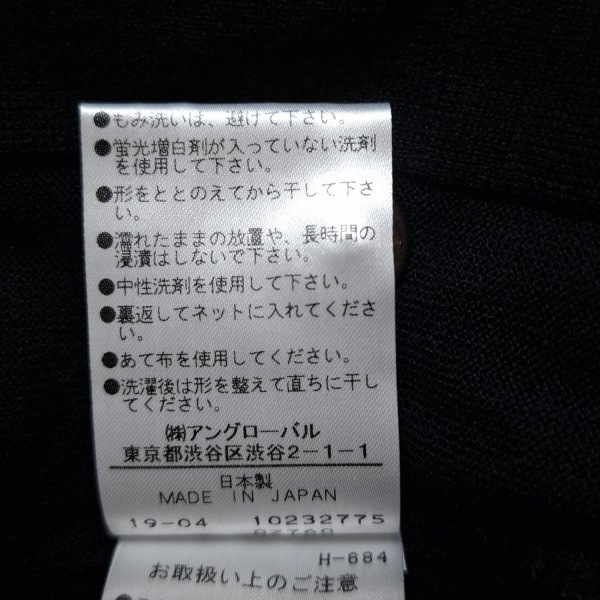 ●もみ洗いは、避けて下さい。
●蛍光増白剤が入っていない洗剤
を使用して下さい。
●形をととのえてから干して下さ
い。
●濡れたままの放置や、長時間の
浸漬はしないで下さい。
●中性洗剤を使用して下さい。
●裏返してネットに入れてくださ
い。
●あて布を使用してください。
●洗濯後は形を整えて直ちに干し
てください。
㈱アングローバル
東京都渋谷区渋谷2-1-1
日本製
MADE IN JAPAN
19-04 10232775
H-684
お取扱い上のご注意